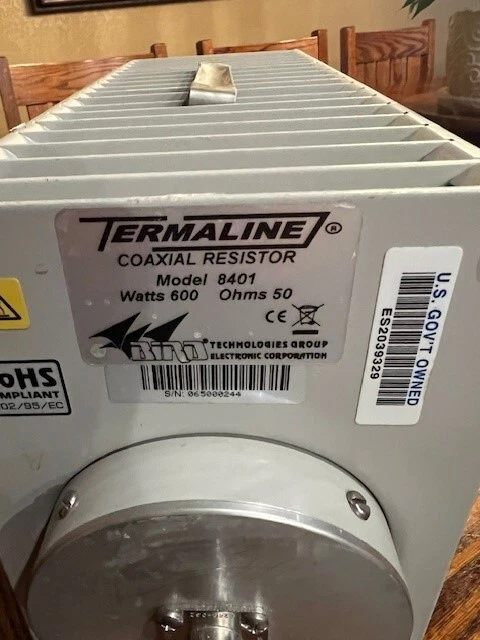 TERMALINE ®
COAXIAL RESISTOR
Model 8401
Watts 600 Ohms 50
CE
BIRD TECHNOLOGIES GROUP
ELECTRONIC CORPORATION
S/N: 065000244
U.S. GOV'T OWNED
ES2039329
OHS
MPLIANT
02/95/EC